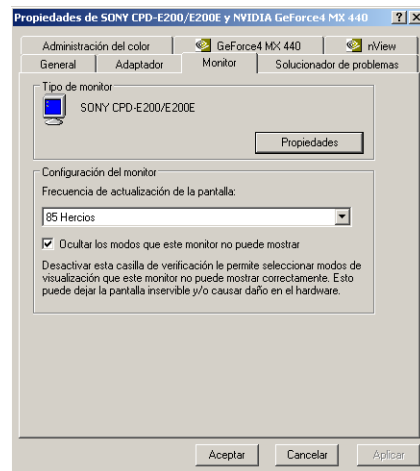 Propiedades de SONY CPD-E200/E200E y NVIDIA GeForce4 MX 440
Administración del color
GeForce4 MX 440
nView
General
Adaptador
Monitor
Solucionador de problemas
Tipo de monitor
SONY CPD-E200/E200E
Propiedades
Configuración del monitor
Frecuencia de actualización de la pantalla:
85 Hercios
Ocultar los modos que este monitor no puede mostrar
Desactivar esta casilla de verificación le permite seleccionar modos de
visualización que este monitor no puede mostrar correctamente. Esto
puede dejar la pantalla inservible y/o causar daño en el hardware.
Aceptar
Cancelar
Aplicar